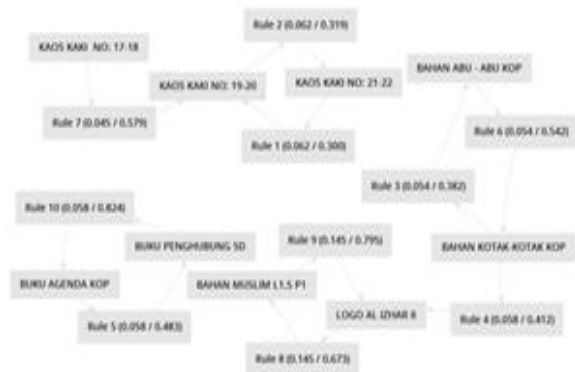 Rule 2 (0.062 / 0.319)
KAOS KAKI NO: 17-18
BAHAN ABU - ABU KOP
KAOS KAKI NO: 19-20
KAOS KAKI NO: 21-22
Rule 7 (0.045 / 0.579)
Rule 6 (0.054 / 0.542)
Rule 1 (0.062 / 0.300)
Rule 3 (0.054 / 0.382)
Rule 10 (0.058 / 0.824)
Rule 9 (0.145 / 0.795)
BUKU PENGHUBUNG SD
BAHAN KOTAK-KOTAK KOP
BUKU AGENDA KOP
BAHAN MUSLIM L1.5 P1
LOGO AL IZHAR
Rule 4 (0.058 / 0.412)
Rule 5 (0.058 / 0.483)
Rule 8 (0.145 / 0.673)